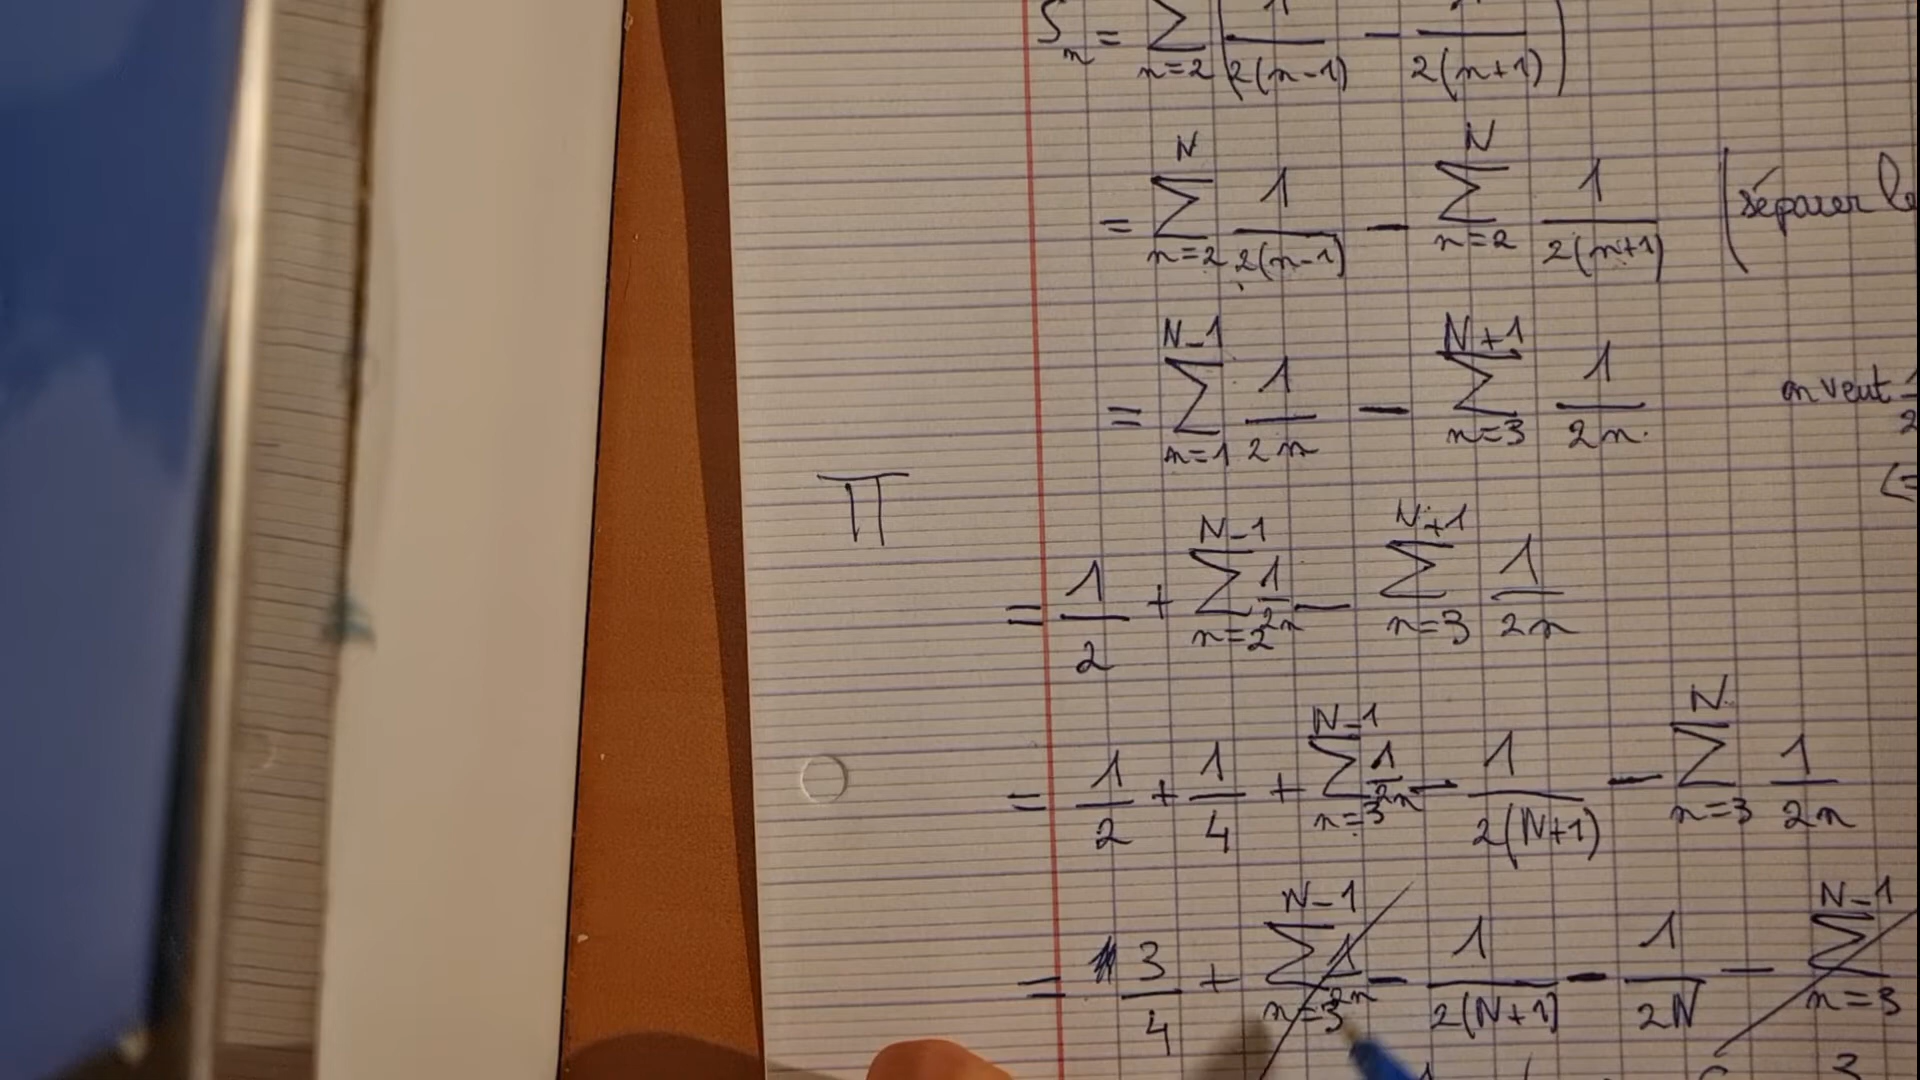 S_n = Σ_{n=2} ( 1/2(n-1) - 1/2(n+1) )
= Σ_{n=2}^{N} 1/2(n-1) - Σ_{n=2}^{N} 1/2(n+1) (séparer
= Σ_{n=1}^{N-1} 1/2n - Σ_{n=3}^{N+1} 1/2n on veut
Π
= 1/2 + Σ_{n=2}^{N-1} 1/2n - Σ_{n=3}^{N+1} 1/2n
= 1/2 + 1/4 + Σ_{n=3}^{N-1} 1/2n - 1/2(N+1) - Σ_{n=3}^{N} 1/2n
= 3/4 + Σ_{n=3}^{N-1} 1/2n - 1/2(N+1) - 1/2N - Σ_{n=3}^{N-1}